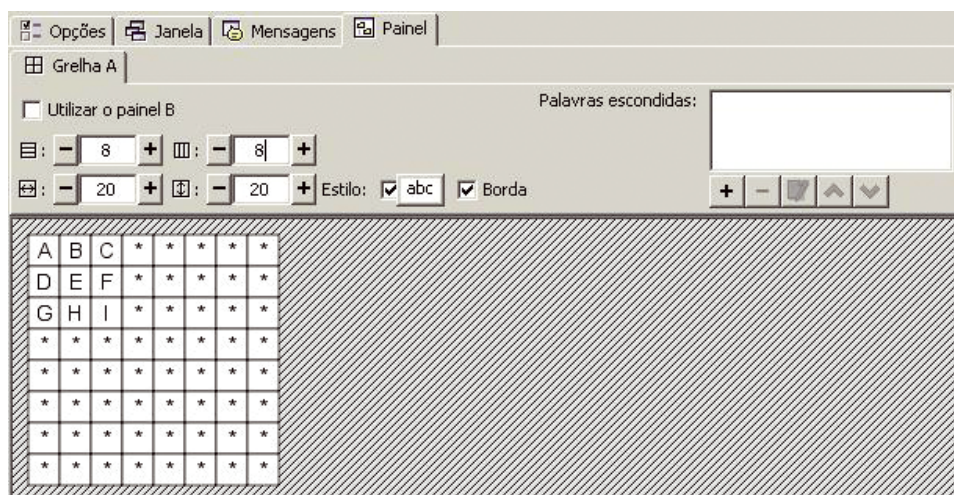 Opções Janela Mensagens Painel
Grelha A
Utilizar o painel B Palavras escondidas:
: - 8 + : - 8 +
: - 20 + : - 20 + Estilo: abc Borda + -
A B C * * * * *
D E F * * * * *
G H I * * * * *
* * * * * * * *
* * * * * * * *
* * * * * * * *
* * * * * * * *
* * * * * * * *